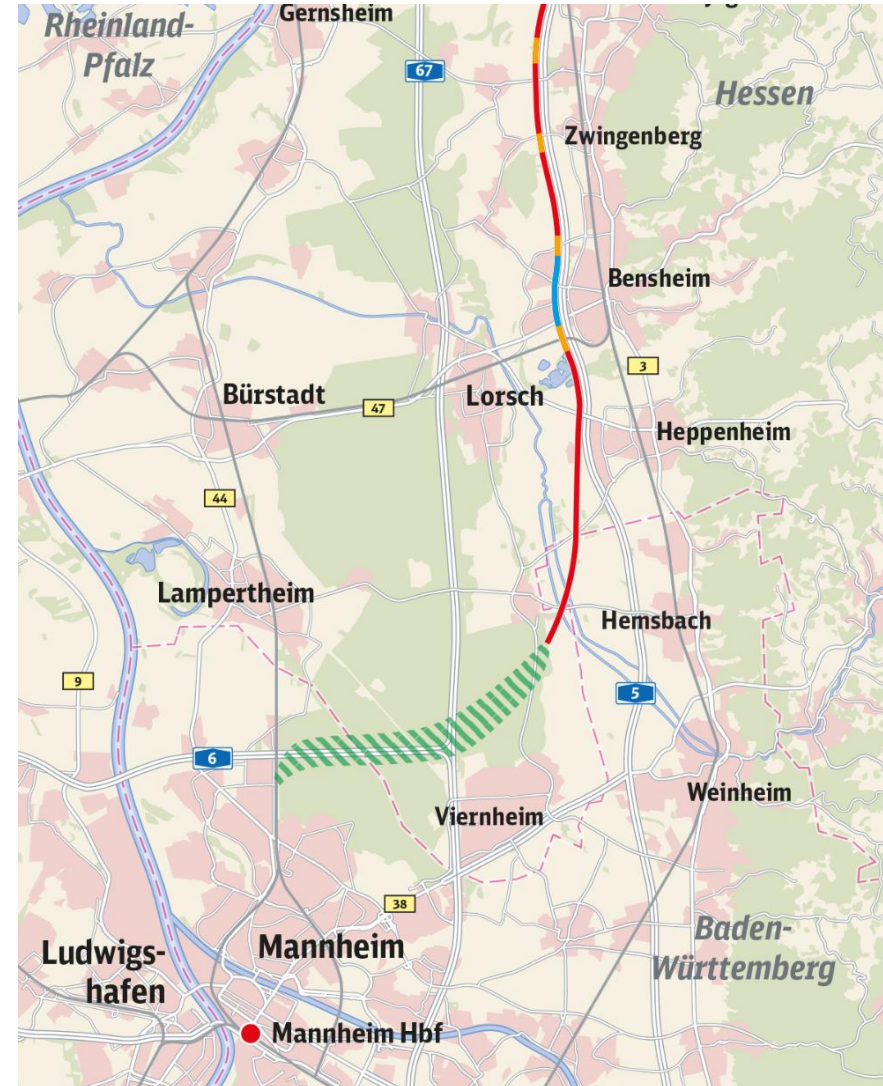 Rheinland-
Pfalz
Gernsheim
67
Hessen
Zwingenberg
Bensheim
3
Bürstadt
47
Lorsch
Heppenheim
44
Lampertheim
Hemsbach
9
5
6
Weinheim
Viernheim
38
Baden-
Württemberg
Ludwigs-
hafen
Mannheim
Mannheim Hbf